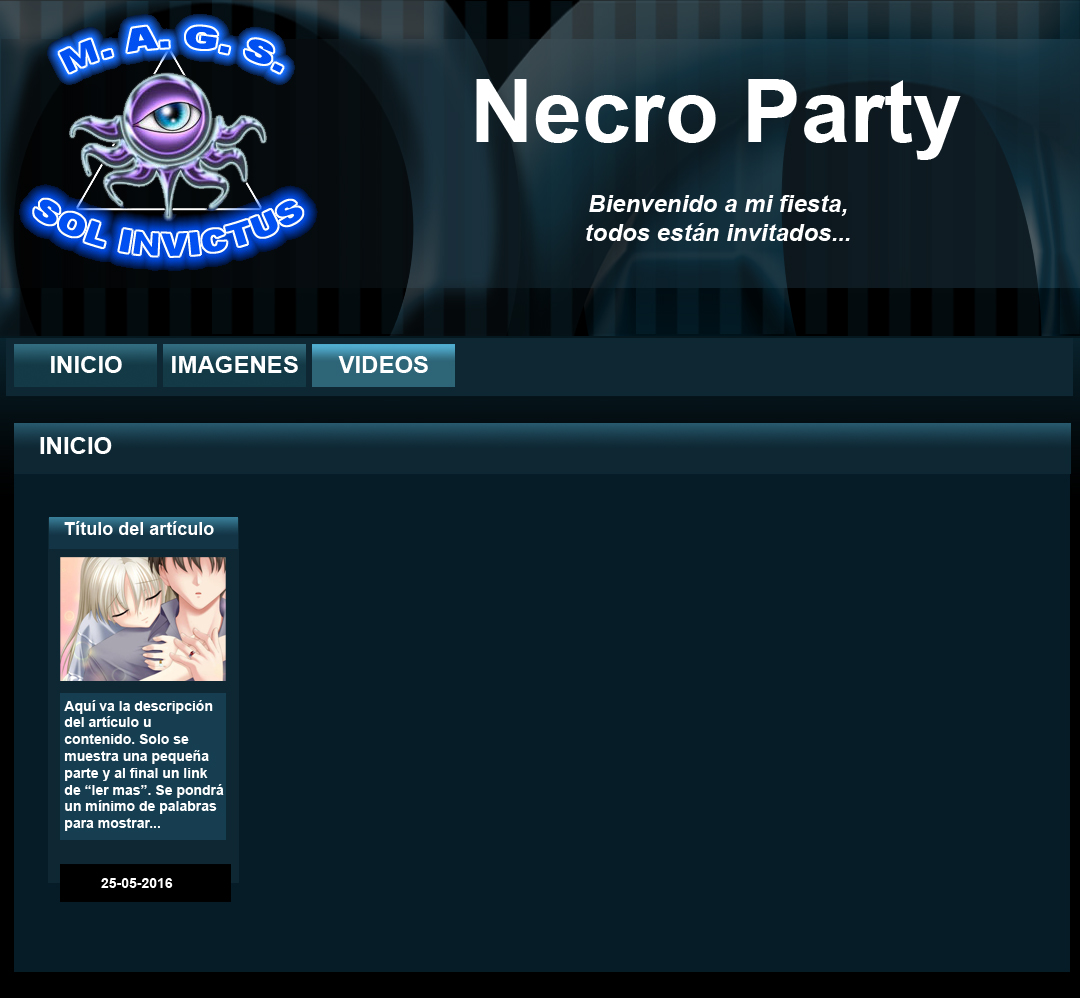 M. A. G. S.
SOL INVICTUS
Necro Party
Bienvenido a mi fiesta,
todos están invitados...
INICIO
IMAGENES
VIDEOS
INICIO
Título del artículo
Aquí va la descripción
del artículo u
contenido. Solo se
muestra una pequeña
parte y al final un link
de “ler mas”. Se pondrá
un mínimo de palabras
para mostrar...
25-05-2016